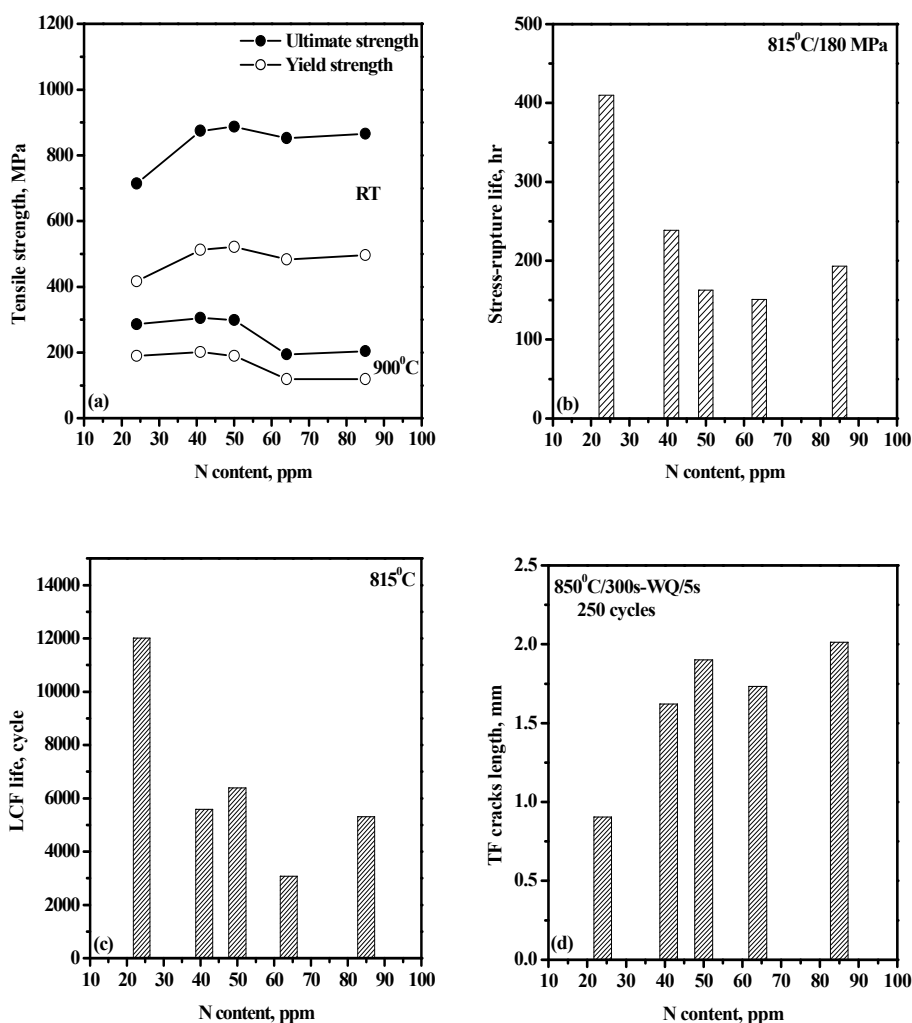 1200
1000
800
600
400
200
0
Tensile strength, MPa
Ultimate strength
Yield strength
RT
900⁰C
(a)
10 20 30 40 50 60 70 80 90 100
N content, ppm
500
400
300
200
100
0
Stress-rupture life, hr
815⁰C/180 MPa
(b)
10 20 30 40 50 60 70 80 90 100
N content, ppm
14000
12000
10000
8000
6000
4000
2000
0
LCF life, cycle
815⁰C
(c)
10 20 30 40 50 60 70 80 90 100
N content, ppm
2.5
2.0
1.5
1.0
0.5
0.0
TF cracks length, mm
850⁰C/300s-WQ/5s
250 cycles
(d)
10 20 30 40 50 60 70 80 90 100
N content, ppm